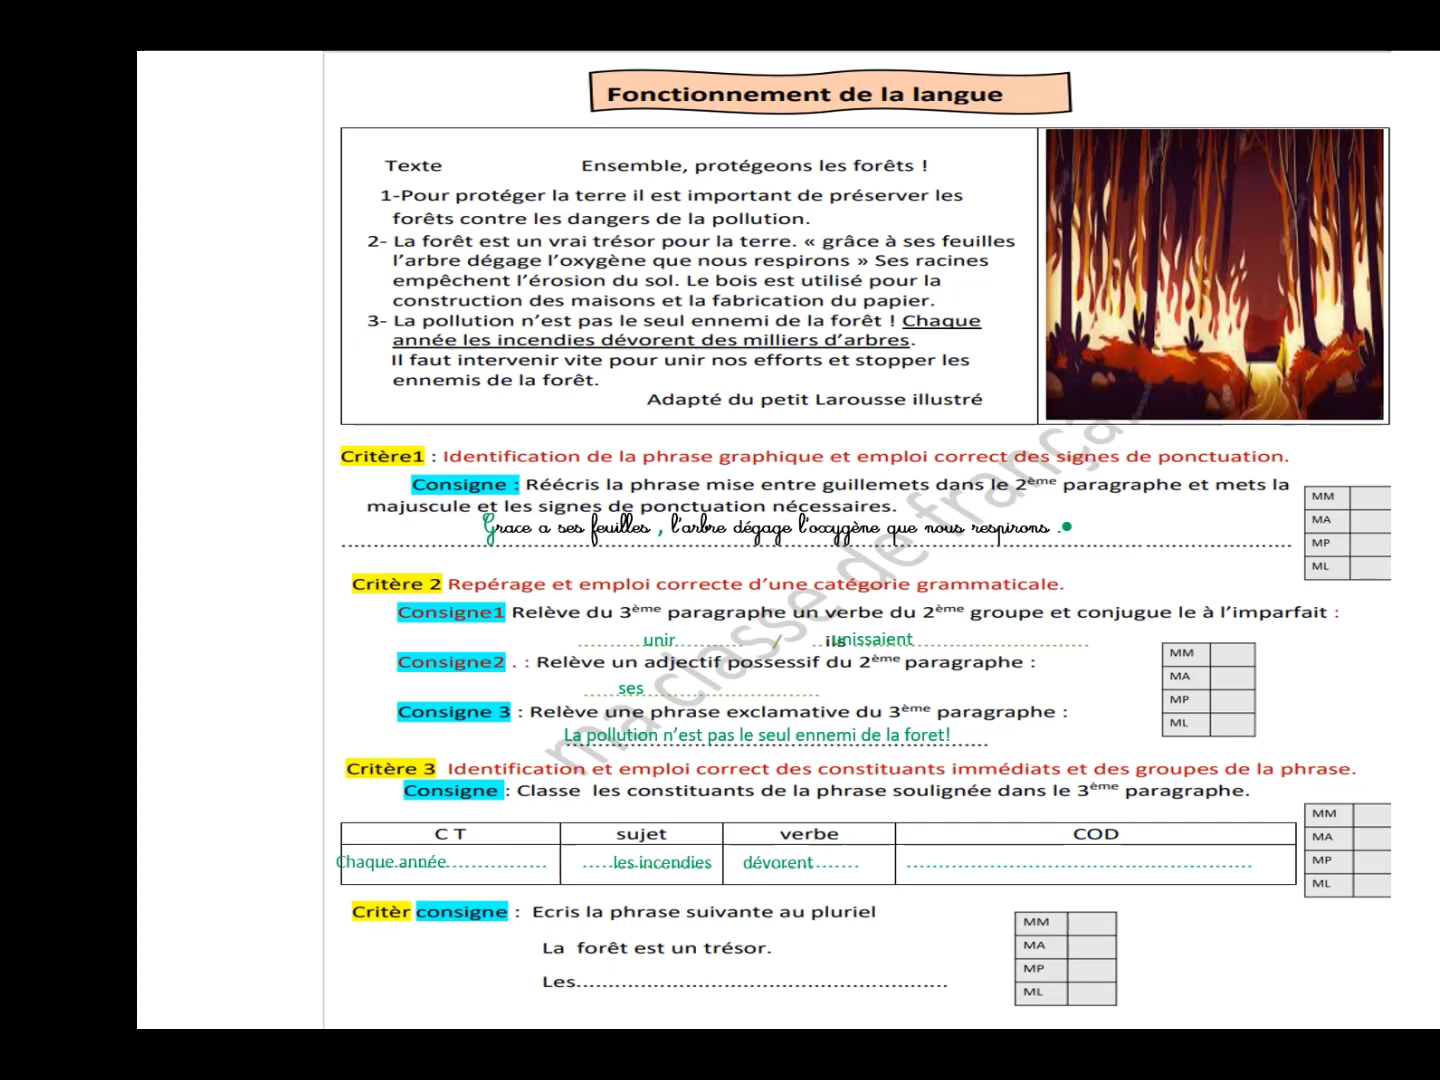 Fonctionnement de la langue
Texte Ensemble, protégeons les forêts !
1-Pour protéger la terre il est important de préserver les
forêts contre les dangers de la pollution.
2- La forêt est un vrai trésor pour la terre. « grâce à ses feuilles
l’arbre dégage l’oxygène que nous respirons » Ses racines
empêchent l’érosion du sol. Le bois est utilisé pour la
construction des maisons et la fabrication du papier.
3- La pollution n’est pas le seul ennemi de la forêt ! Chaque
année les incendies dévorent des milliers d’arbres.
Il faut intervenir vite pour unir nos efforts et stopper les
ennemis de la forêt.
Adapté du petit Larousse illustré
Critère1 : Identification de la phrase graphique et emploi correct des signes de ponctuation.
Consigne : Réécris la phrase mise entre guillemets dans le 2ème paragraphe et mets la
majuscule et les signes de ponctuation nécessaires.
Grace a ses feuilles , l'arbre dégage l'oxygène que nous respirons .
MM
MA
MP
ML
Critère 2 Repérage et emploi correcte d’une catégorie grammaticale.
Consigne1 Relève du 3ème paragraphe un verbe du 2ème groupe et conjugue le à l’imparfait :
unir / ils unissaient
Consigne2 . : Relève un adjectif possessif du 2ème paragraphe :
ses
Consigne 3 : Relève une phrase exclamative du 3ème paragraphe :
La pollution n’est pas le seul ennemi de la foret!
MM
MA
MP
ML
Critère 3 Identification et emploi correct des constituants immédiats et des groupes de la phrase.
Consigne : Classe les constituants de la phrase soulignée dans le 3ème paragraphe.
C T sujet verbe COD
Chaque année les incendies dévorent
MM
MA
MP
ML
Critèr consigne : Ecris la phrase suivante au pluriel
La forêt est un trésor.
Les
MM
MA
MP
ML
ma classe de frança